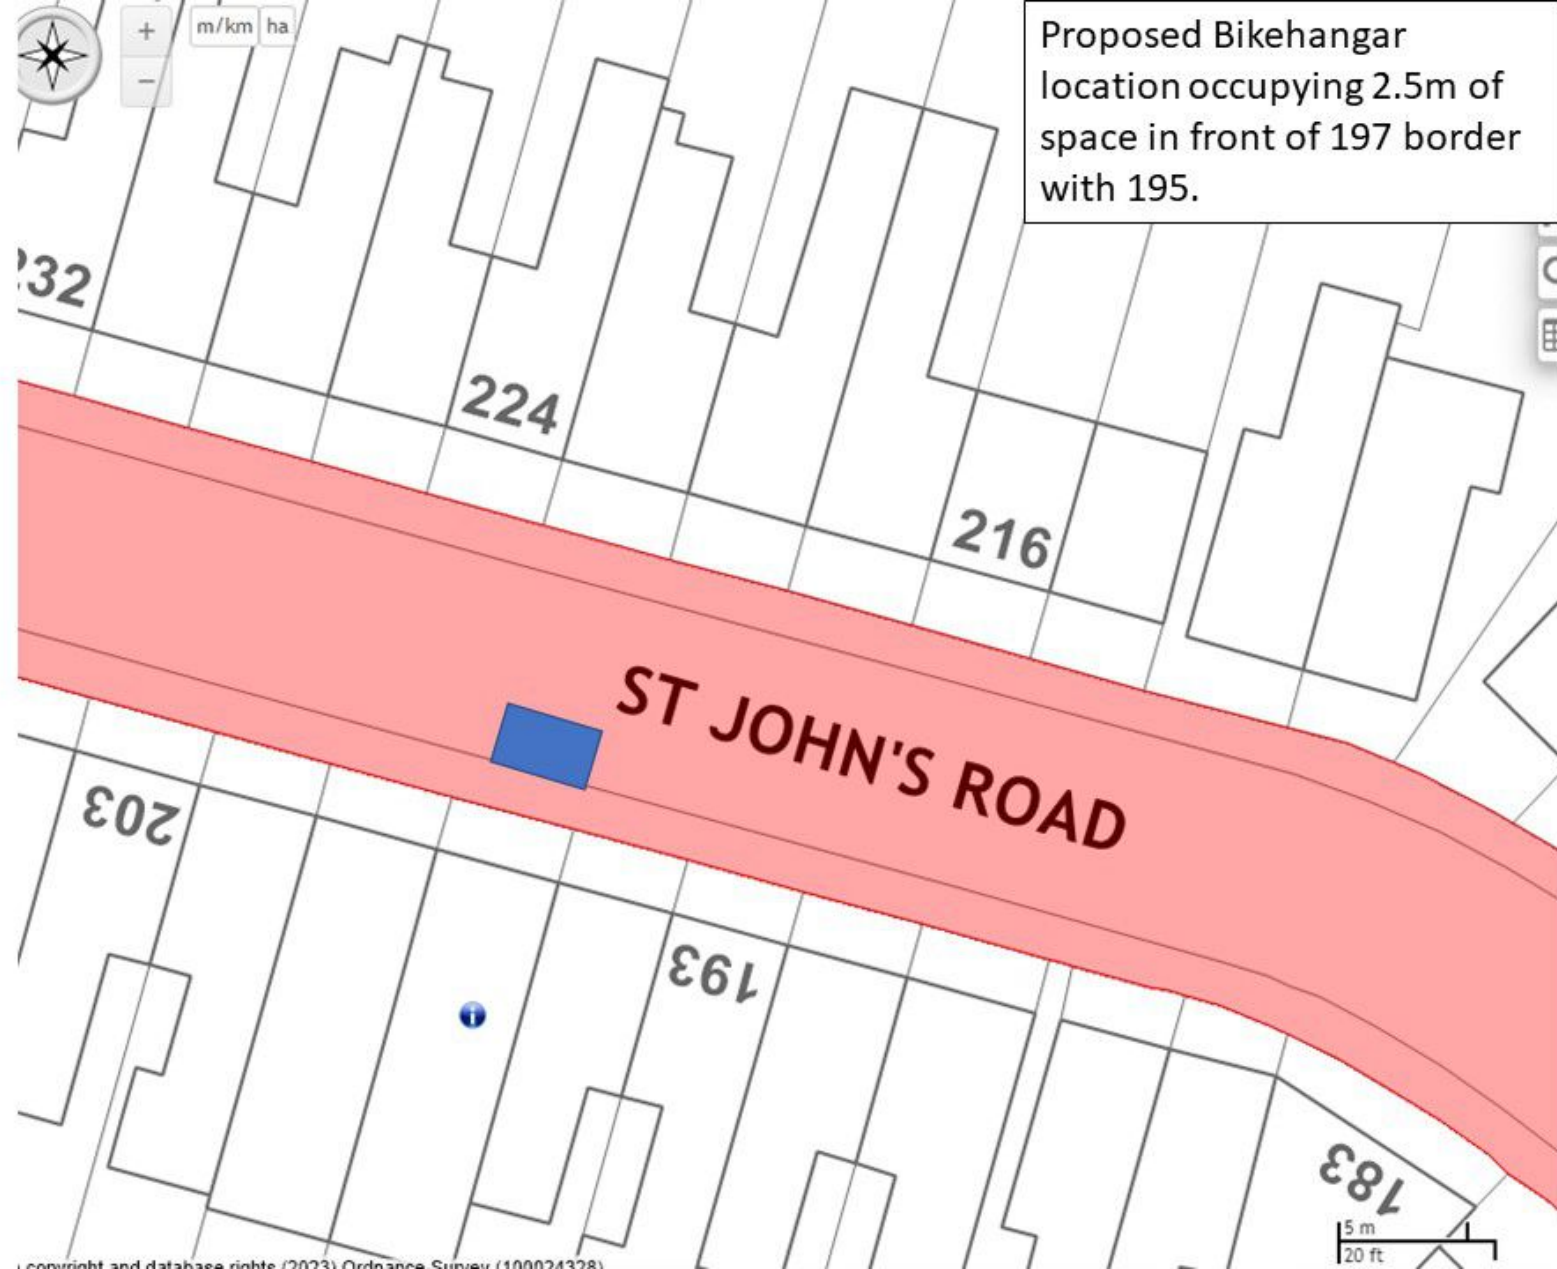 m/km ha
Proposed Bikehangar
location occupying 2.5m of
space in front of 197 border
with 195.
232
224
216
ST JOHN'S ROAD
203
193
183
5 m
20 ft
copyright and database rights (2023) Ordnance Survey (100024328)